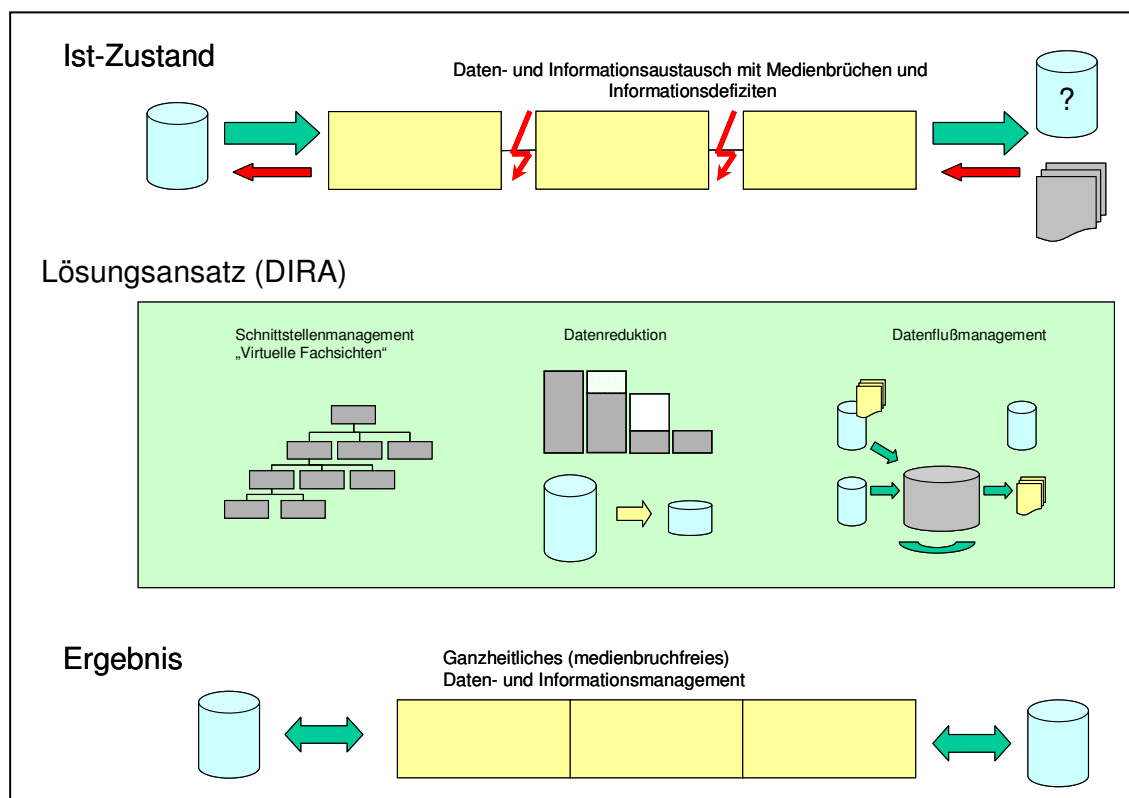 Ist-Zustand
Daten- und Informationsaustausch mit Medienbrüchen und
Informationsdefiziten
?
Lösungsansatz (DIRA)
Schnittstellenmanagement
„Virtuelle Fachsichten“
Datenreduktion
Datenflußmanagement
Ergebnis
Ganzheitliches (medienbruchfreies)
Daten- und Informationsmanagement